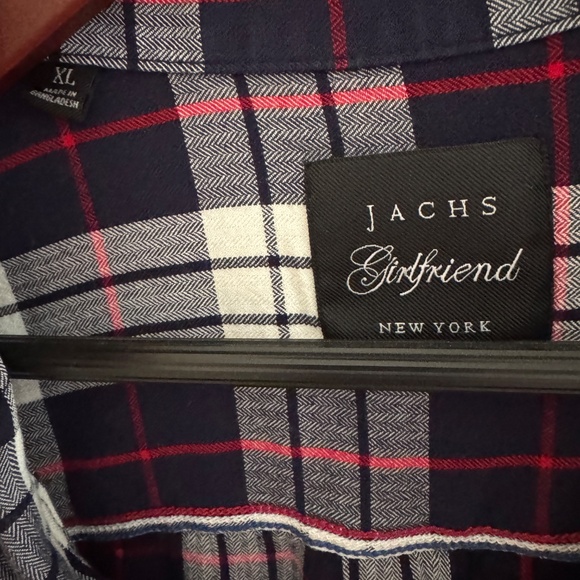 XL
MADE IN
BANGLADESH
JACHS
Girlfriend
NEW YORK